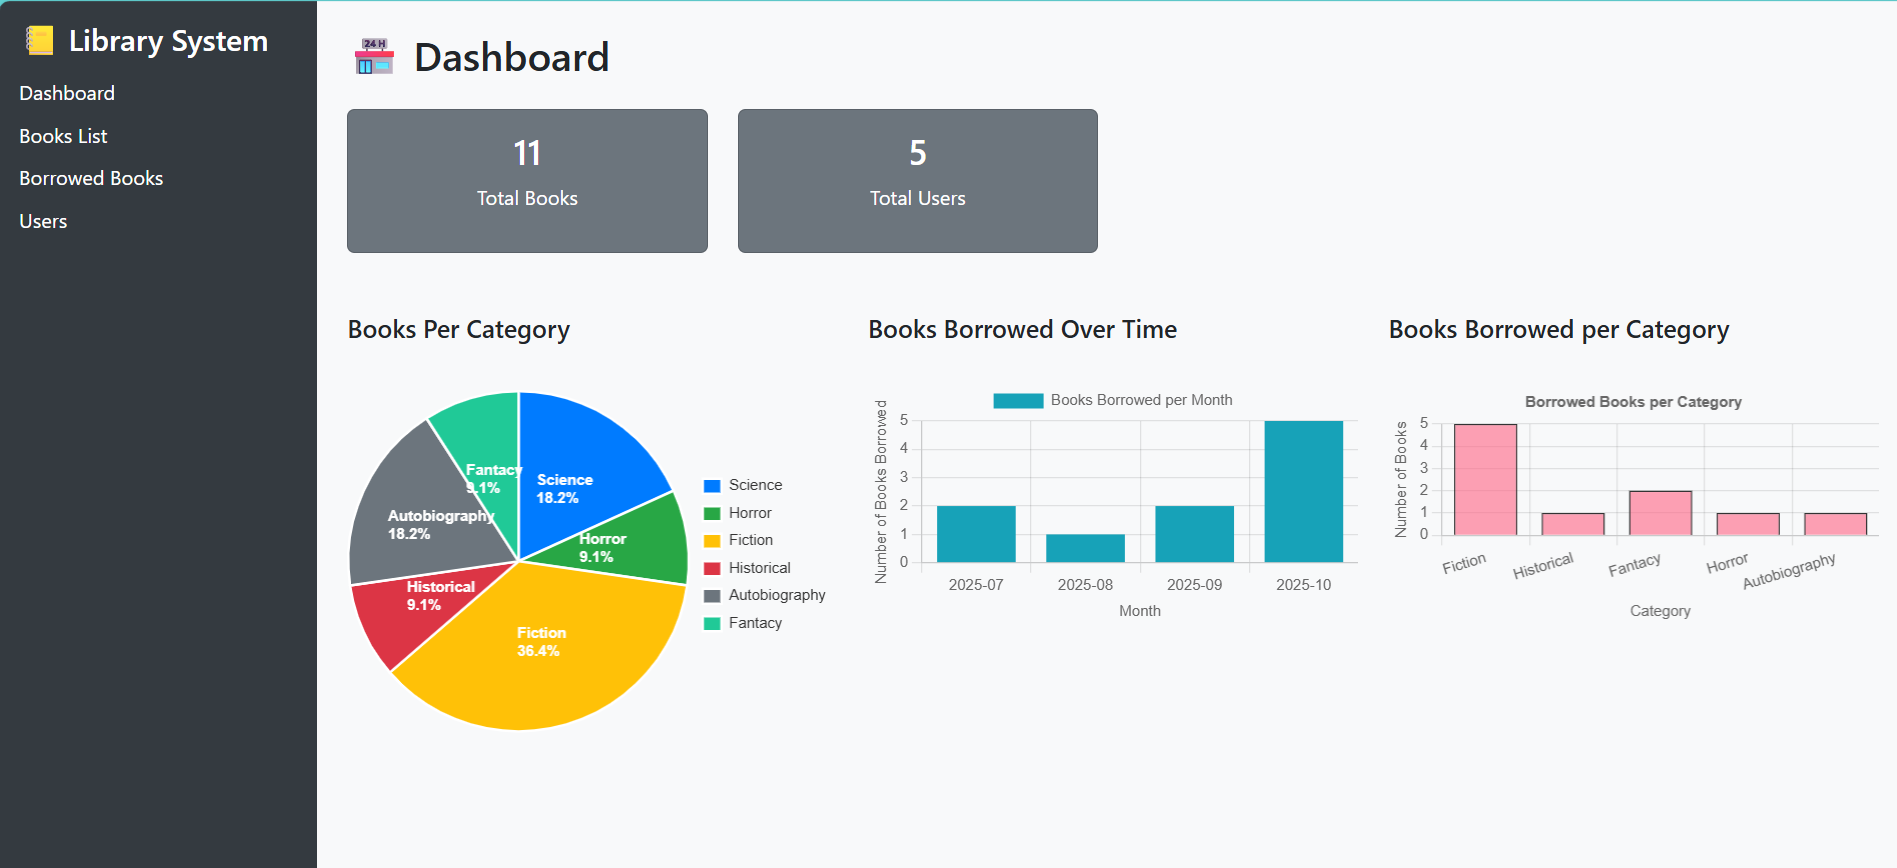 Library System
Dashboard
Books List
Borrowed Books
Users
24 H
Dashboard
11
Total Books
5
Total Users
Books Per Category
Fantacy
9.1%
Science
18.2%
Autobiography
18.2%
Horror
9.1%
Historical
9.1%
Fiction
36.4%
Science
Horror
Fiction
Historical
Autobiography
Fantacy
Books Borrowed Over Time
Books Borrowed per Month
Number of Books Borrowed
5
4
3
2
1
0
2025-07 2025-08 2025-09 2025-10
Month
Books Borrowed per Category
Borrowed Books per Category
Number of Books
5
4
3
2
1
0
Fiction Historical Fantacy Horror Autobiography
Category